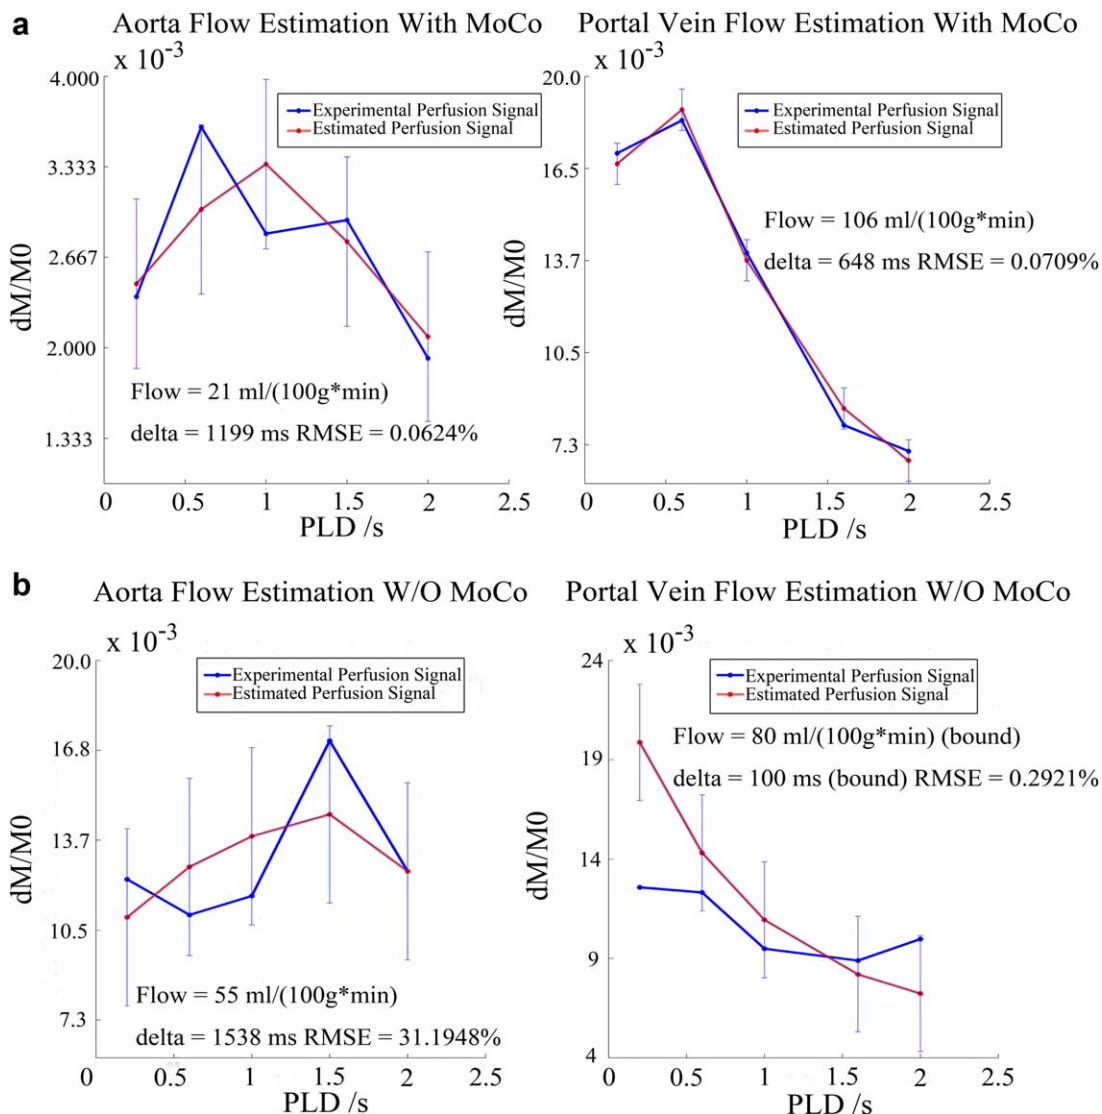 a
Aorta Flow Estimation With MoCo
x 10-3
4.000
3.333
2.667
2.000
1.333
dM/M0
Experimental Perfusion Signal
Estimated Perfusion Signal
Flow = 21 ml/(100g*min)
delta = 1199 ms RMSE = 0.0624%
0 0.5 1 1.5 2 2.5
PLD /s
Portal Vein Flow Estimation With MoCo
x 10-3
20.0
16.5
13.7
10.5
7.3
dM/M0
Experimental Perfusion Signal
Estimated Perfusion Signal
Flow = 106 ml/(100g*min)
delta = 648 ms RMSE = 0.0709%
0 0.5 1 1.5 2 2.5
PLD /s
b
Aorta Flow Estimation W/O MoCo
x 10-3
20.0
16.8
13.7
10.5
7.3
dM/M0
Experimental Perfusion Signal
Estimated Perfusion Signal
Flow = 55 ml/(100g*min)
delta = 1538 ms RMSE = 31.1948%
0 0.5 1 1.5 2 2.5
PLD /s
Portal Vein Flow Estimation W/O MoCo
x 10-3
24
19
14
9
4
dM/M0
Experimental Perfusion Signal
Estimated Perfusion Signal
Flow = 80 ml/(100g*min) (bound)
delta = 100 ms (bound) RMSE = 0.2921%
0 0.5 1 1.5 2 2.5
PLD /s